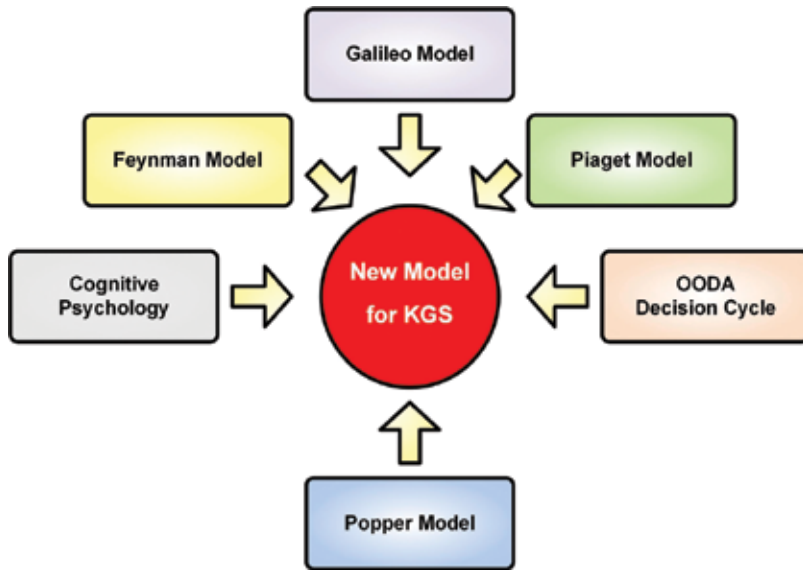 Galileo Model
Feynman Model
Piaget Model
Cognitive
Psychology
New Model
for KGS
OODA
Decision Cycle
Popper Model